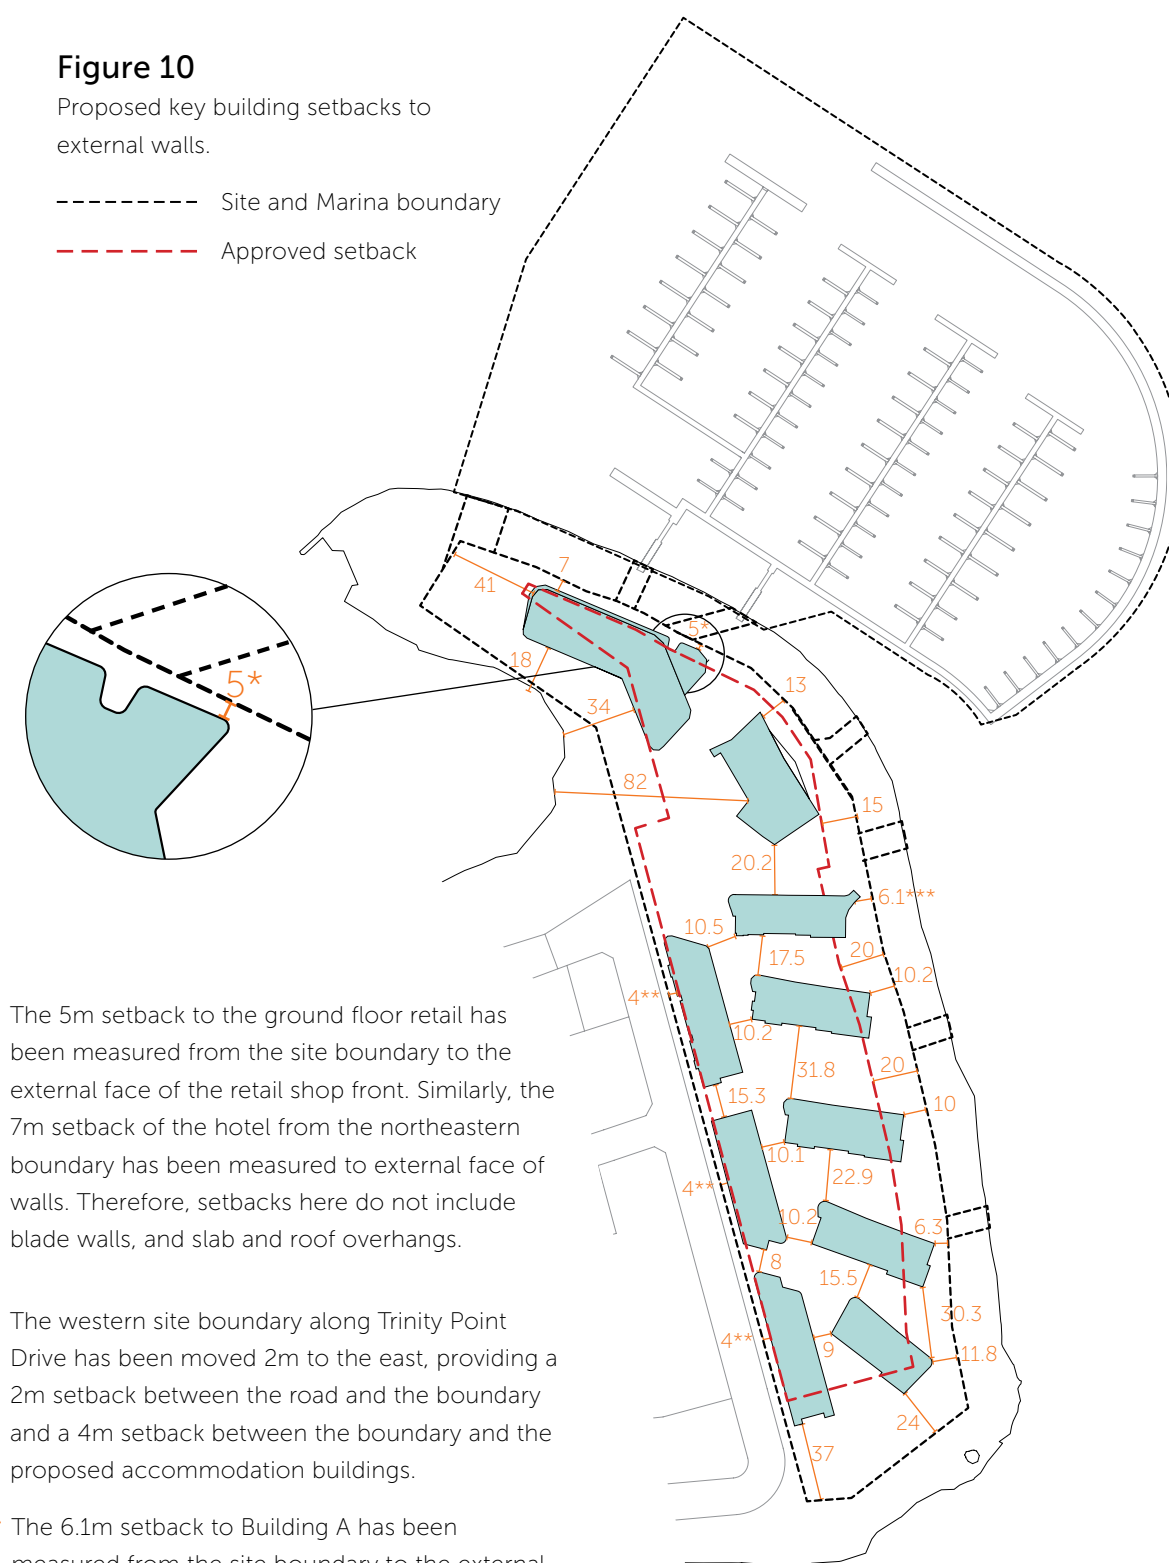 Figure 10
Proposed key building setbacks to
external walls.
Site and Marina boundary
Approved setback
7
41
5*
18
13
34
5*
82
15
20.2
6.1***
10.5
17.5
20
10.2
4**
10.2
31.8
20
15.3
10
10.1
22.9
4**
10.2
6.3
8
15.5
30.3
4**
9
11.8
24
37
The 5m setback to the ground floor retail has
been measured from the site boundary to the
external face of the retail shop front. Similarly, the
7m setback of the hotel from the northeastern
boundary has been measured to external face of
walls. Therefore, setbacks here do not include
blade walls, and slab and roof overhangs.
The western site boundary along Trinity Point
Drive has been moved 2m to the east, providing a
2m setback between the road and the boundary
and a 4m setback between the boundary and the
proposed accommodation buildings.
The 6.1m setback to Building A has been
measured from the site boundary to the external